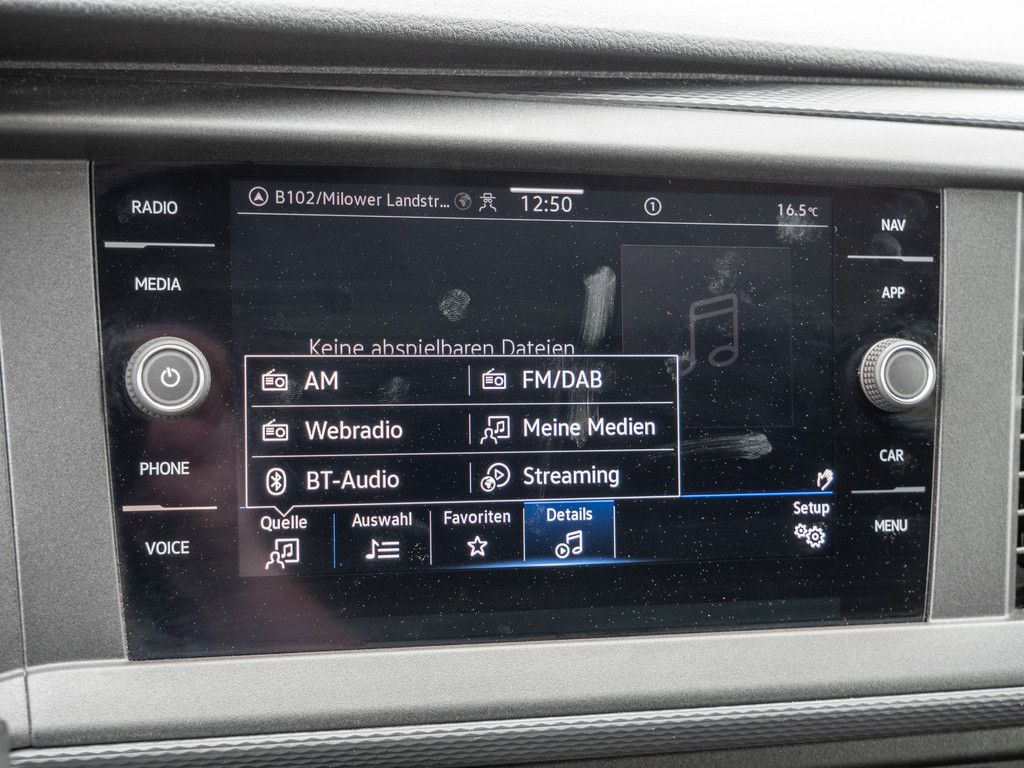 RADIO
MEDIA
PHONE
VOICE
B102/Milower Landstr...
12:50
1
16.5°C
Keine abspielbaren Dateien
AM
FM/DAB
Webradio
Meine Medien
BT-Audio
Streaming
Quelle
Auswahl
Favoriten
Details
Setup
NAV
APP
CAR
MENU